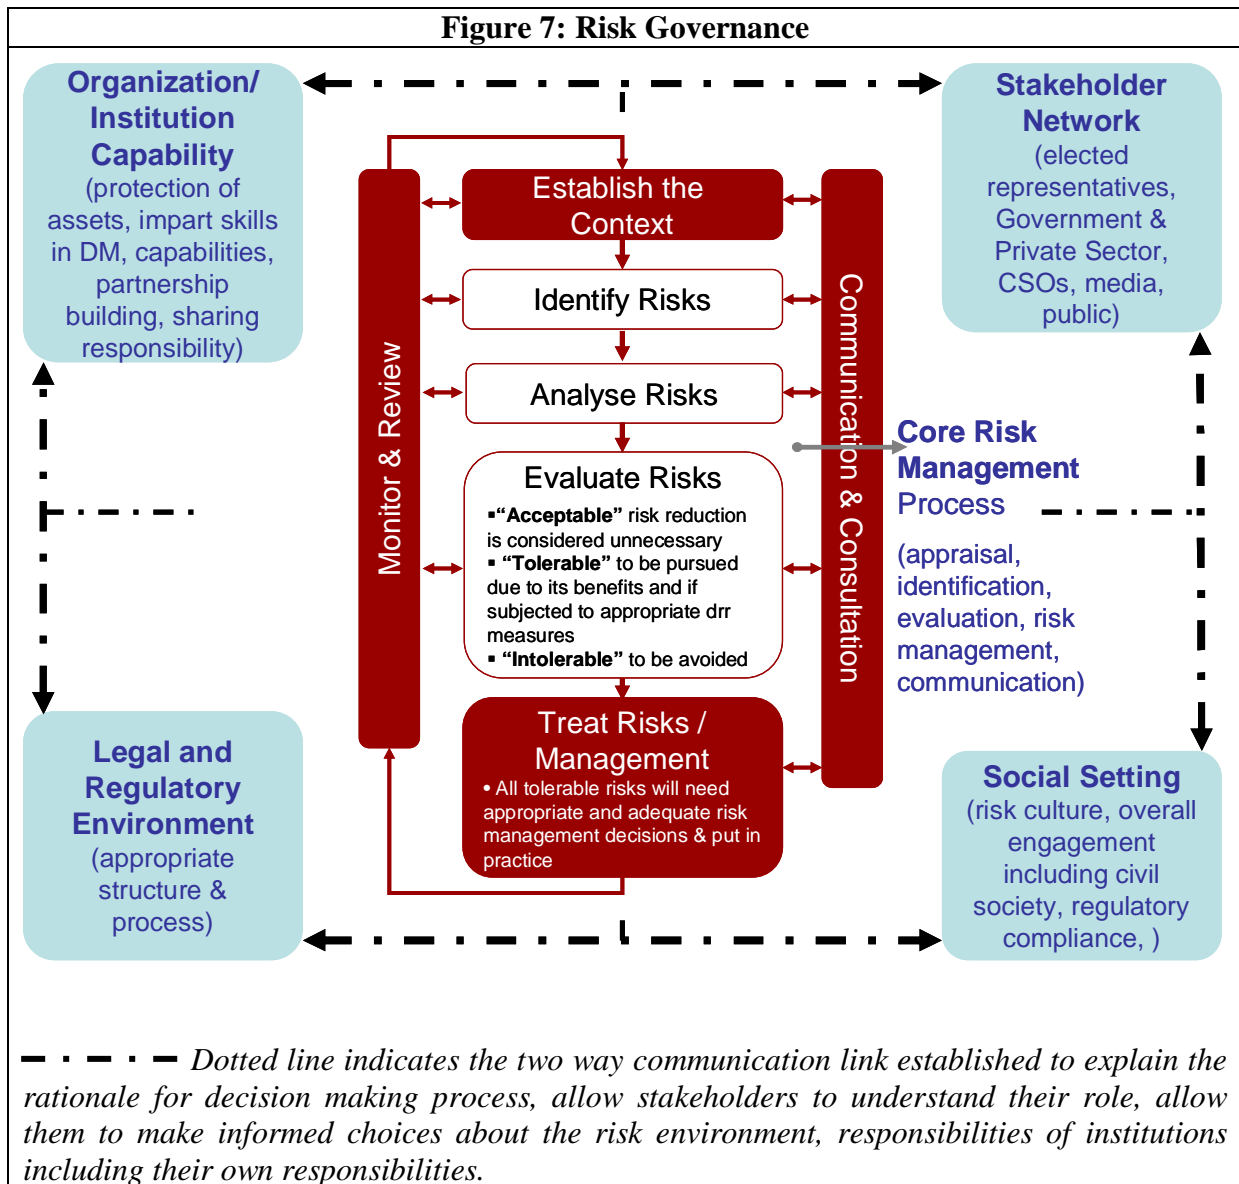 Figure 7: Risk Governance
Organization/
Institution
Capability
(protection of
assets, impart skills
in DM, capabilities,
partnership
building, sharing
responsibility)
Stakeholder
Network
(elected
representatives,
Government &
Private Sector,
CSOs, media,
public)
Monitor & Review
Establish the
Context
Identify Risks
Analyse Risks
Evaluate Risks
▪“Acceptable” risk reduction
is considered unnecessary
▪ “Tolerable” to be pursued
due to its benefits and if
subjected to appropriate drr
measures
▪ “Intolerable” to be avoided
Treat Risks /
Management
• All tolerable risks will need
appropriate and adequate risk
management decisions & put in
practice
Communication & Consultation
Core Risk
Management
Process
(appraisal,
identification,
evaluation, risk
management,
communication)
Legal and
Regulatory
Environment
(appropriate
structure &
process)
Social Setting
(risk culture, overall
engagement
including civil
society, regulatory
compliance, )
Dotted line indicates the two way communication link established to explain the
rationale for decision making process, allow stakeholders to understand their role, allow
them to make informed choices about the risk environment, responsibilities of institutions
including their own responsibilities.